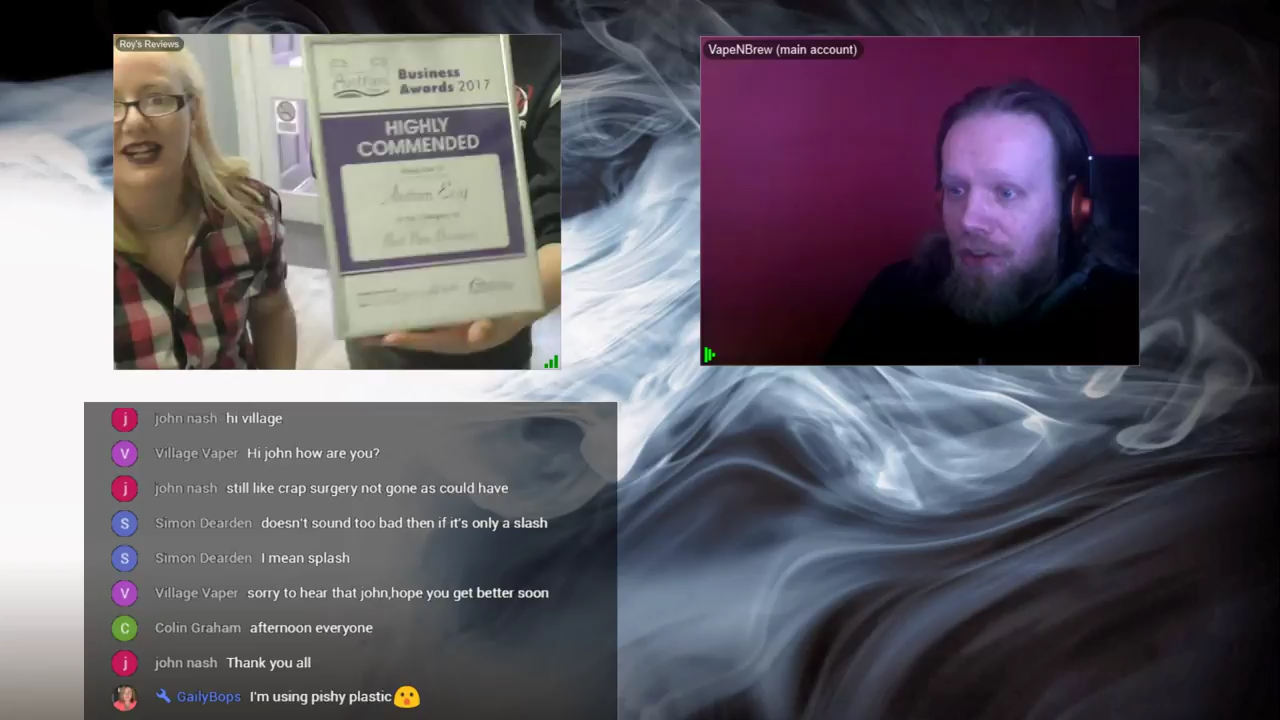 Roy's Reviews
Antrim
Business
Awards 2017
HIGHLY
COMMENDED
VapeNBrew (main account)
j john nash hi village
V Village Vaper Hi john how are you?
j john nash still like crap surgery not gone as could have
S Simon Dearden doesn't sound too bad then if it's only a slash
S Simon Dearden I mean splash
V Village Vaper sorry to hear that john,hope you get better soon
C Colin Graham afternoon everyone
j john nash Thank you all
GailyBops I'm using pishy plastic😮